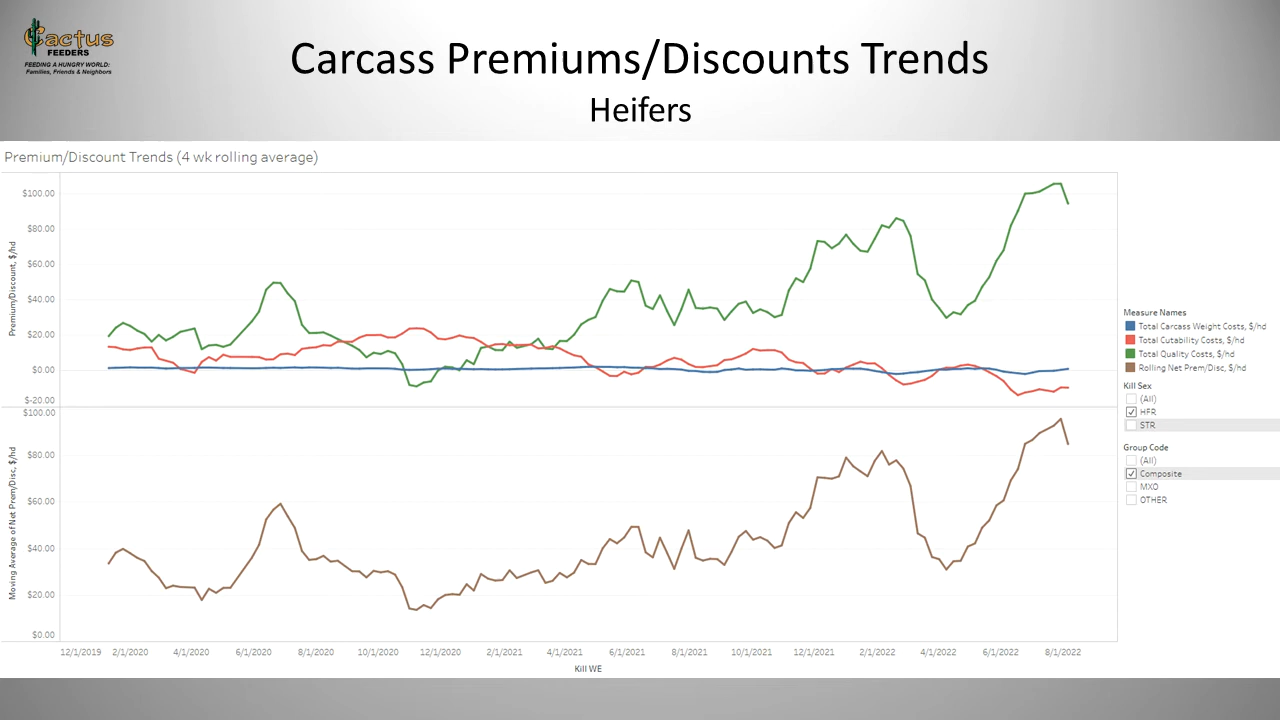 Cactus
FEEDERS
FEEDING A HUNGRY WORLD:
Families, Friends & Neighbors
Carcass Premiums/Discounts Trends
Heifers
Premium/Discount Trends (4 wk rolling average)
Premium/Discount, $/hd
$100.00
$80.00
$60.00
$40.00
$20.00
$0.00
$-20.00
Moving Average of Net Prem/Disc, $/hd
$100.00
$80.00
$60.00
$40.00
$20.00
$0.00
12/1/2019 2/1/2020 4/1/2020 6/1/2020 8/1/2020 10/1/2020 12/1/2020 2/1/2021 4/1/2021 6/1/2021 8/1/2021 10/1/2021 12/1/2021 2/1/2022 4/1/2022 6/1/2022 8/1/2022
Kill WE
Measure Names
Total Carcass Weight Costs, $/hd
Total Cutability Costs, $/hd
Total Quality Costs, $/hd
Rolling Net Prem/Disc, $/hd
Kill Sex
(All)
HFR
STR
Group Code
(All)
Composite
MXO
OTHER